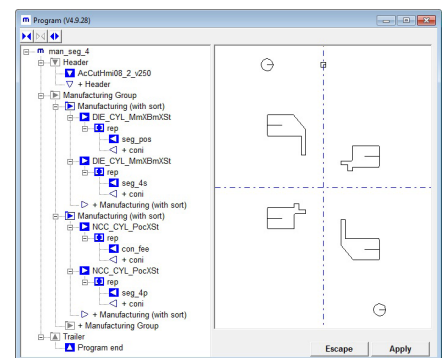 m Program (V4.9.28)
m man_seg_4
Header
AcCutHmi08_2_v250
+ Header
Manufacturing Group
Manufacturing (with sort)
DIE_CYL_MmXBmXSt
rep
seg_pos
+ coni
DIE_CYL_MmXBmXSt
rep
seg_4s
+ coni
+ Manufacturing (with sort)
Manufacturing (with sort)
NCC_CYL_PocXSt
rep
con_fee
+ coni
NCC_CYL_PocXSt
rep
seg_4p
+ coni
+ Manufacturing (with sort)
+ Manufacturing Group
Trailer
Program end
Escape Apply